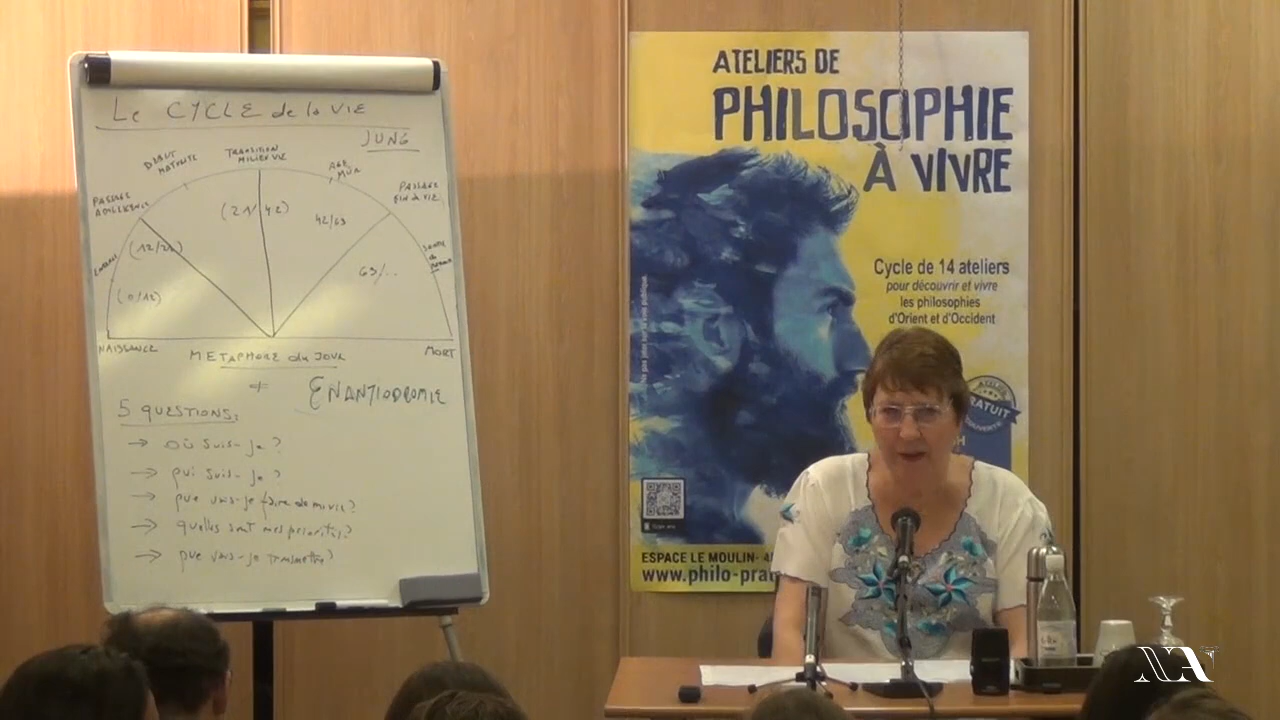 Le CYCLE de la VIE
JUNG
DEBUT
MATURITE
TRANSITION
MILIEU VIE
AGE
MÛR
PASSAGE
ADOLESCENCE
PASSAGE
FIN de VIE
(21/42)
42/63
(12/21)
ENFANCE
63/...
(0/12)
NAISSANCE
MORT
METAPHORE du JOUR
ENANTIODROMIE
5 QUESTIONS:
→ Où suis-je ?
→ qui suis-je ?
→ que vais-je faire de ma vie ?
→ quelles sont mes priorités ?
→ que vais-je transmettre ?
ATELIERS DE
PHILOSOPHIE
À VIVRE
Cycle de 14 ateliers
pour découvrir et vivre
les philosophies
d'Orient et d'Occident
ATELIER
GRATUIT
ESPACE LE MOULIN-
www.philo-pra
NA